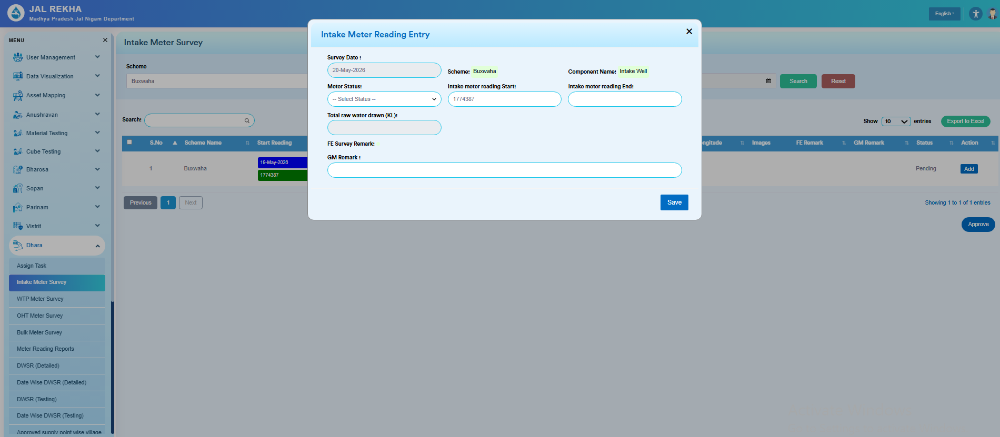 JAL REKHA
Madhya Pradesh Jal Nigam Department
English
MENU
User Management
Data Visualization
Asset Mapping
Anushravan
Material Testing
Cube Testing
Bharosa
Sopan
Parinam
Vistrit
Dhara
Assign Task
Intake Meter Survey
WTP Meter Survey
OHT Meter Survey
Bulk Meter Survey
Meter Reading Reports
DWSR (Detailed)
Date Wise DWSR (Detailed)
DWSR (Testing)
Date Wise DWSR (Testing)
Approved supply point wise village
Intake Meter Survey
Scheme
Buxwaha
Search
Reset
Search:
Show 10 entries
Export to Excel
S.No Scheme Name Start Reading ngitude Images FE Remark GM Remark Status Action
1 Buxwaha 19-May-2026 Pending Add
1774387
Previous 1 Next
Showing 1 to 1 of 1 entries
Approve
Intake Meter Reading Entry
Survey Date :
20-May-2026
Scheme: Buxwaha
Component Name: Intake Well
Meter Status:
-- Select Status --
Intake meter reading Start:
1774387
Intake meter reading End:
Total raw water drawn (KL):
FE Survey Remark: -
GM Remark :
Save